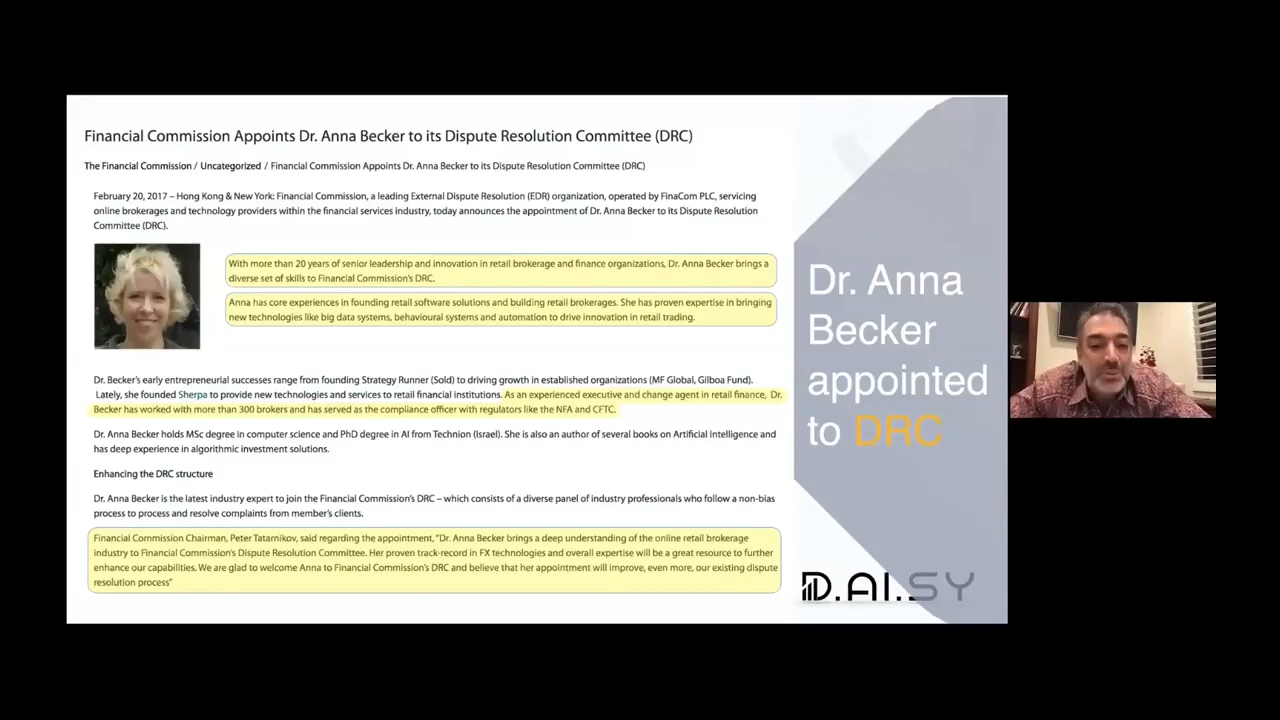 Financial Commission Appoints Dr. Anna Becker to its Dispute Resolution Committee (DRC)
The Financial Commission / Uncategorized / Financial Commission Appoints Dr. Anna Becker to its Dispute Resolution Committee (DRC)
February 20, 2017 – Hong Kong & New York: Financial Commission, a leading External Dispute Resolution (EDR) organization, operated by FinaCom PLC, servicing
online brokerages and technology providers within the financial services industry, today announces the appointment of Dr. Anna Becker to its Dispute Resolution
Committee (DRC).
With more than 20 years of senior leadership and innovation in retail brokerage and finance organizations, Dr. Anna Becker brings a
diverse set of skills to Financial Commission's DRC.
Anna has core experiences in founding retail software solutions and building retail brokerages. She has proven expertise in bringing
new technologies like big data systems, behavioural systems and automation to drive innovation in retail trading.
Dr. Becker's early entrepreneurial successes range from founding Strategy Runner (Sold) to driving growth in established organizations (MF Global, Gilboa Fund).
Lately, she founded Sherpa to provide new technologies and services to retail financial institutions. As an experienced executive and change agent in retail finance, Dr.
Becker has worked with more than 300 brokers and has served as the compliance officer with regulators like the NFA and CFTC.
Dr. Anna Becker holds MSc degree in computer science and PhD degree in AI from Technion (Israel). She is also an author of several books on Artificial Intelligence and
has deep experience in algorithmic investment solutions.
Enhancing the DRC structure
Dr. Anna Becker is the latest industry expert to join the Financial Commission's DRC – which consists of a diverse panel of industry professionals who follow a non-bias
process to process and resolve complaints from member's clients.
Financial Commission Chairman, Peter Tatarnikov, said regarding the appointment, "Dr. Anna Becker brings a deep understanding of the online retail brokerage
industry to Financial Commission's Dispute Resolution Committee. Her proven track-record in FX technologies and overall expertise will be a great resource to further
enhance our capabilities. We are glad to welcome Anna to Financial Commission's DRC and believe that her appointment will improve, even more, our existing dispute
resolution process"
Dr. Anna
Becker
appointed
to DRC
D.AI.SY